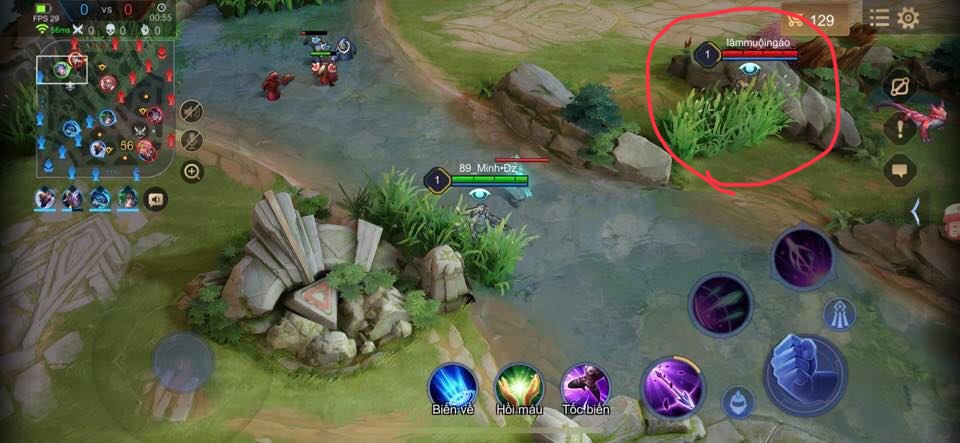 0 VS 0
00:55
FPS 29
56ms
0
0
0
129
1
lâmmuộingáo
56
1
89_Minh•Dz
Biến về
Hồi máu
Tốc biến